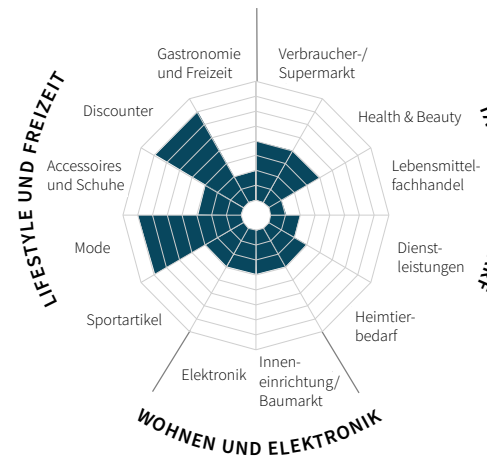 Gastronomie
und Freizeit
Verbraucher-/
Supermarkt
Discounter
Health & Beauty
Accessoires
und Schuhe
Lebensmittel-
fachhandel
LIFESTYLE UND FREIZEIT
Mode
Dienst-
leistungen
Sportartikel
Heimtier-
bedarf
Elektronik
Innen-
einrichtung/
Baumarkt
WOHNEN UND ELEKTRONIK